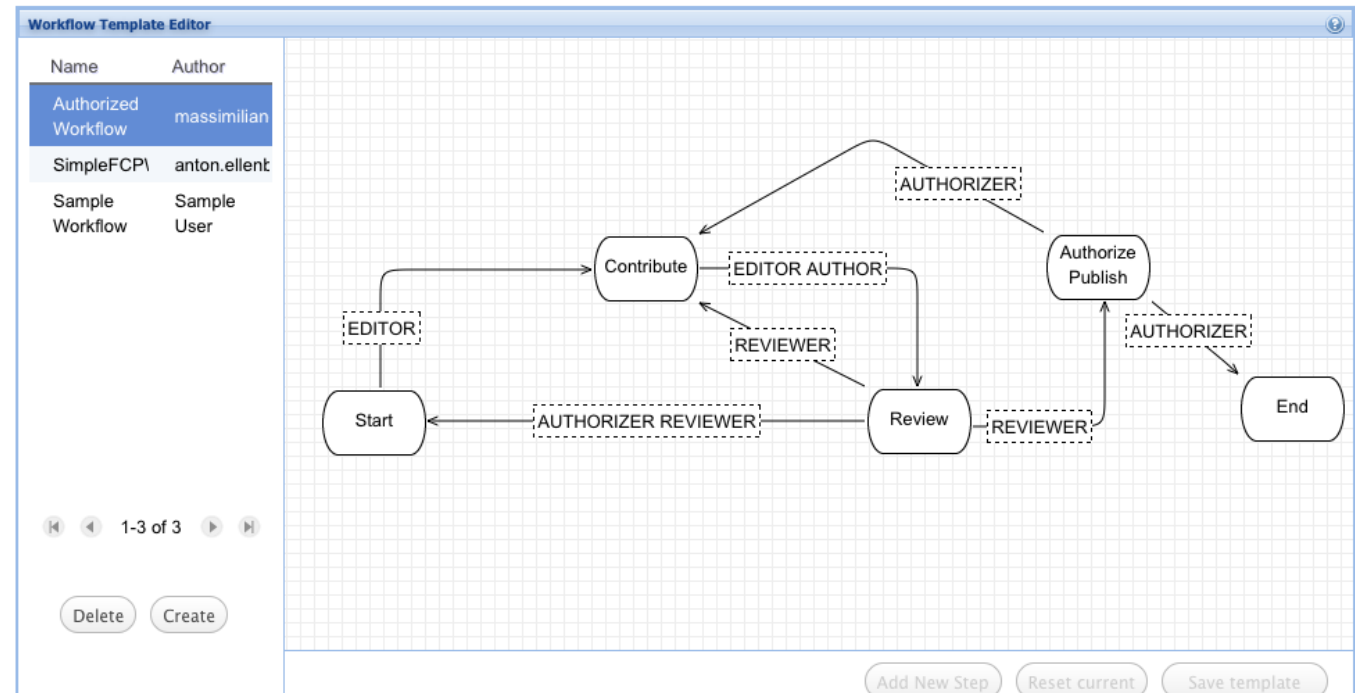 Workflow Template Editor
Name Author
Authorized
Workflow
massimilian
SimpleFCP\ anton.ellent
Sample
Workflow
Sample
User
1-3 of 3
Delete Create
AUTHORIZER
Contribute
EDITOR AUTHOR
Authorize
Publish
EDITOR
REVIEWER
AUTHORIZER
Start
AUTHORIZER REVIEWER
Review
REVIEWER
End
Add New Step Reset current Save template